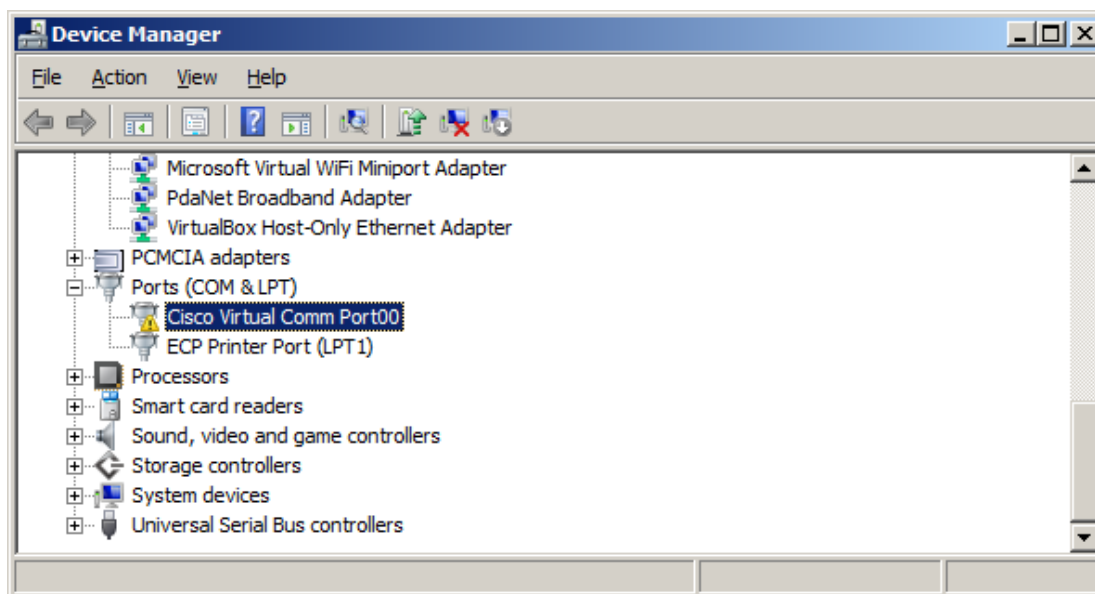 Device Manager
File Action View Help
Microsoft Virtual WiFi Miniport Adapter
PdaNet Broadband Adapter
VirtualBox Host-Only Ethernet Adapter
PCMCIA adapters
Ports (COM & LPT)
Cisco Virtual Comm Port00
ECP Printer Port (LPT1)
Processors
Smart card readers
Sound, video and game controllers
Storage controllers
System devices
Universal Serial Bus controllers